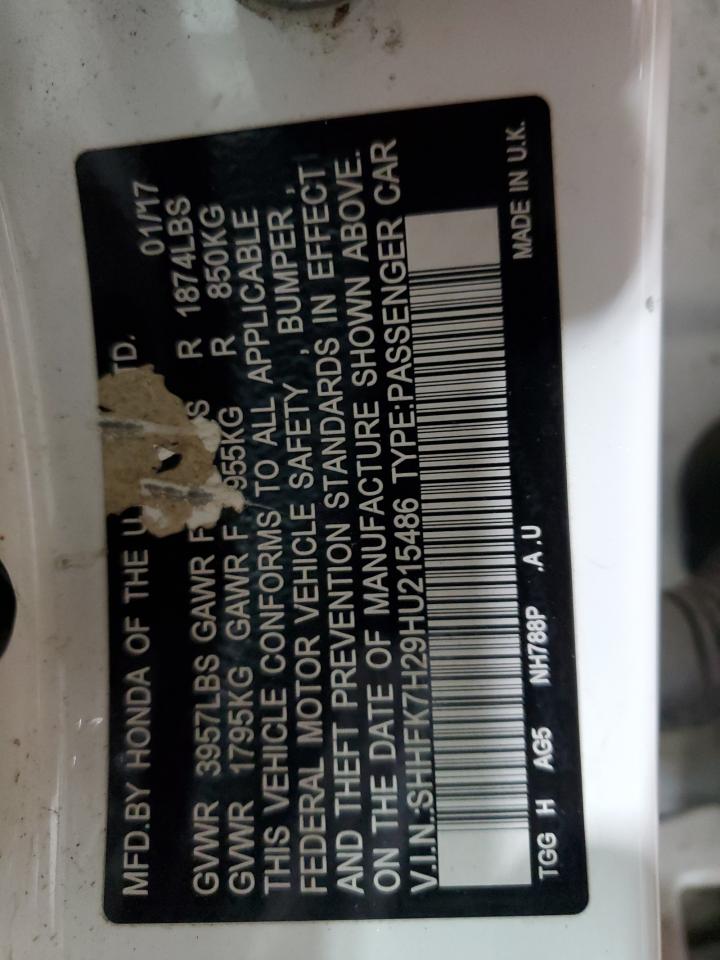 MFD.BY HONDA OF THE U TD. 01/17
GVWR 3957LBS GAWR F S R 1874LBS
GVWR 1795KG GAWR F 955KG R 850KG
THIS VEHICLE CONFORMS TO ALL APPLICABLE
FEDERAL MOTOR VEHICLE SAFETY , BUMPER ,
AND THEFT PREVENTION STANDARDS IN EFFECT
ON THE DATE OF MANUFACTURE SHOWN ABOVE.
V.I.N.:SHHFK7H29HU215486 TYPE:PASSENGER CAR
TGG H AG5 NH788P .A .U MADE IN U.K.